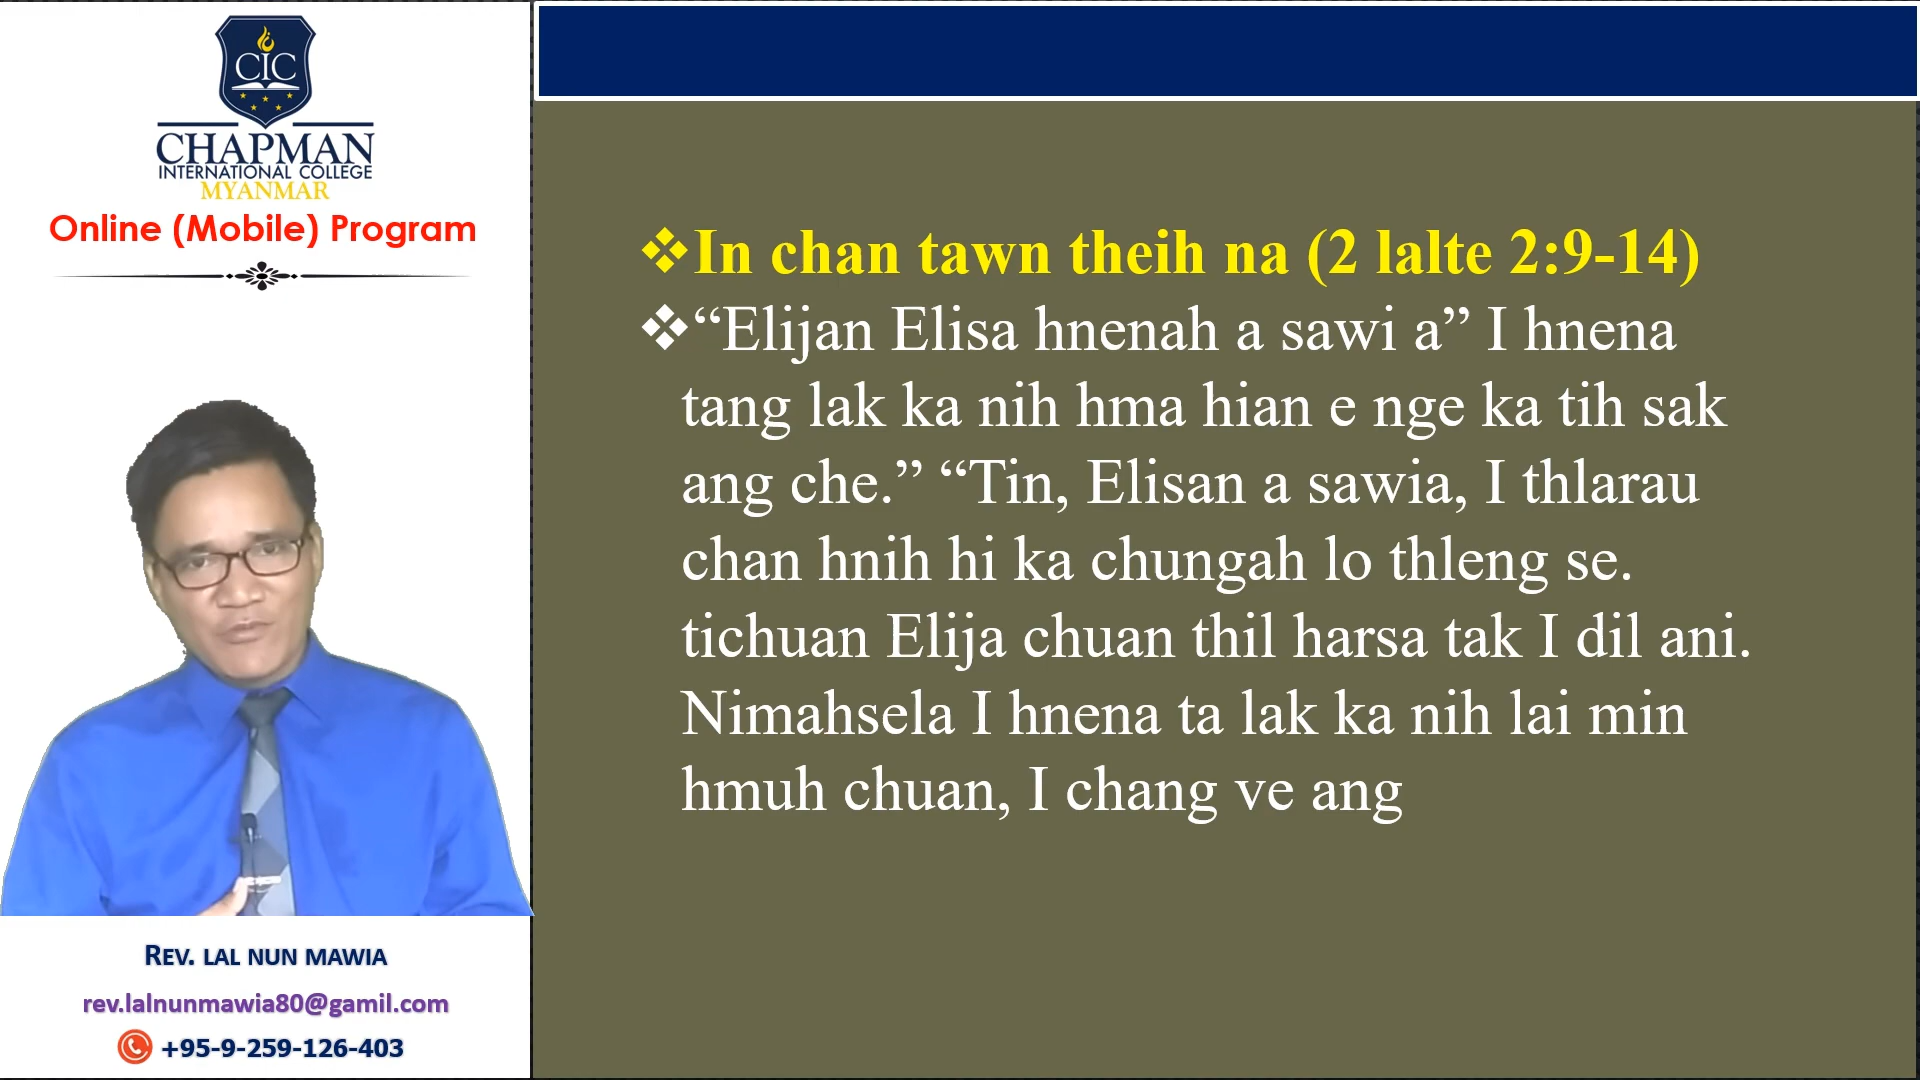 CIC
CHAPMAN
INTERNATIONAL COLLEGE
MYANMAR
Online (Mobile) Program
REV. LAL NUN MAWIA
rev.lalnunmawia80@gamil.com
+95-9-259-126-403
❖In chan tawn theih na (2 lalte 2:9-14)
❖“Elijan Elisa hnenah a sawi a” I hnena
tang lak ka nih hma hian e nge ka tih sak
ang che.” “Tin, Elisan a sawia, I thlarau
chan hnih hi ka chungah lo thleng se.
tichuan Elija chuan thil harsa tak I dil ani.
Nimahsela I hnena ta lak ka nih lai min
hmuh chuan, I chang ve ang